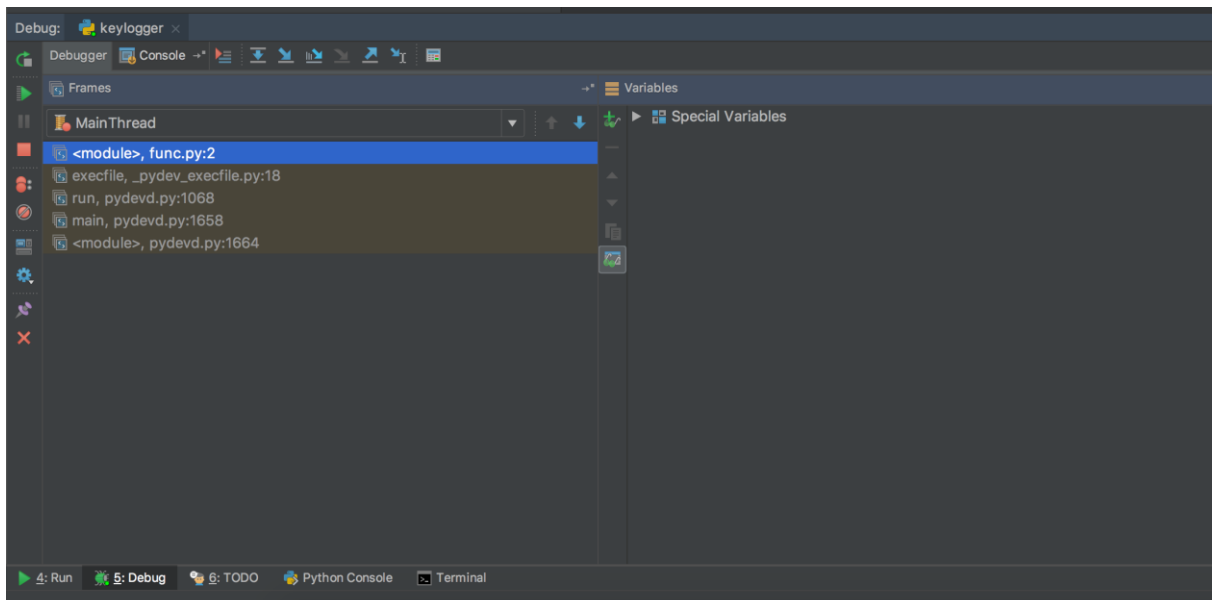 Debug: keylogger
Debugger Console
Frames
Variables
MainThread
Special Variables
<module>, func.py:2
execfile, _pydev_execfile.py:18
run, pydevd.py:1068
main, pydevd.py:1658
<module>, pydevd.py:1664
4: Run 5: Debug 6: TODO Python Console Terminal